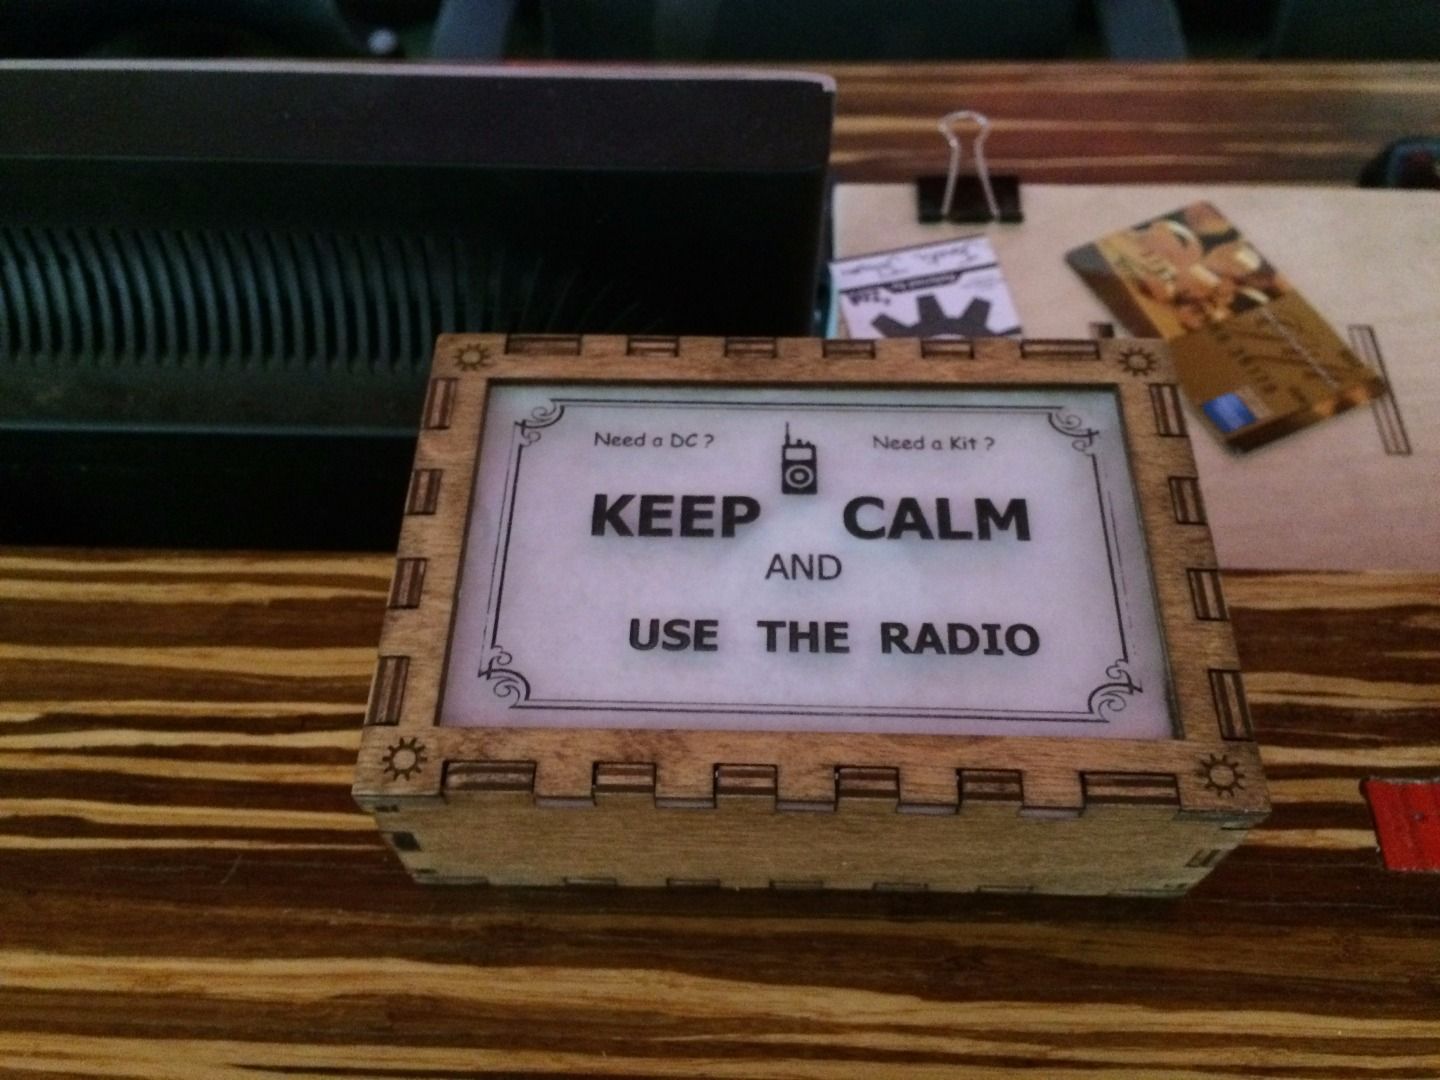 Need a DC ?
Need a Kit ?
KEEP CALM
AND
USE THE RADIO